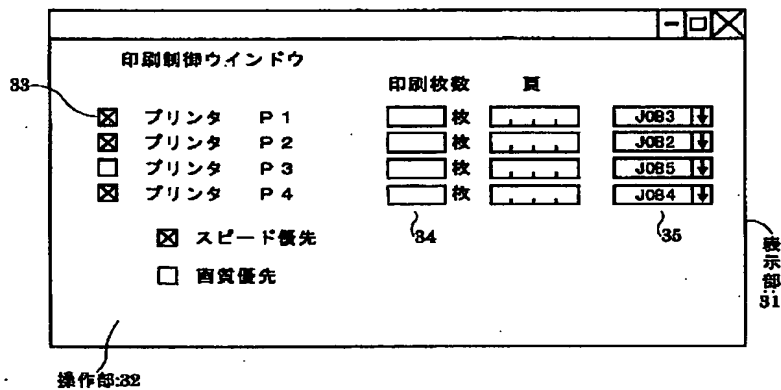 印刷制御ウインドウ
印刷枚数 頁
33
プリンタ P1 枚 JOB3
プリンタ P2 枚 JOB2
プリンタ P3 枚 JOB5
プリンタ P4 枚 JOB4
スピード優先 34 35
画質優先
表示部:31
操作部:32